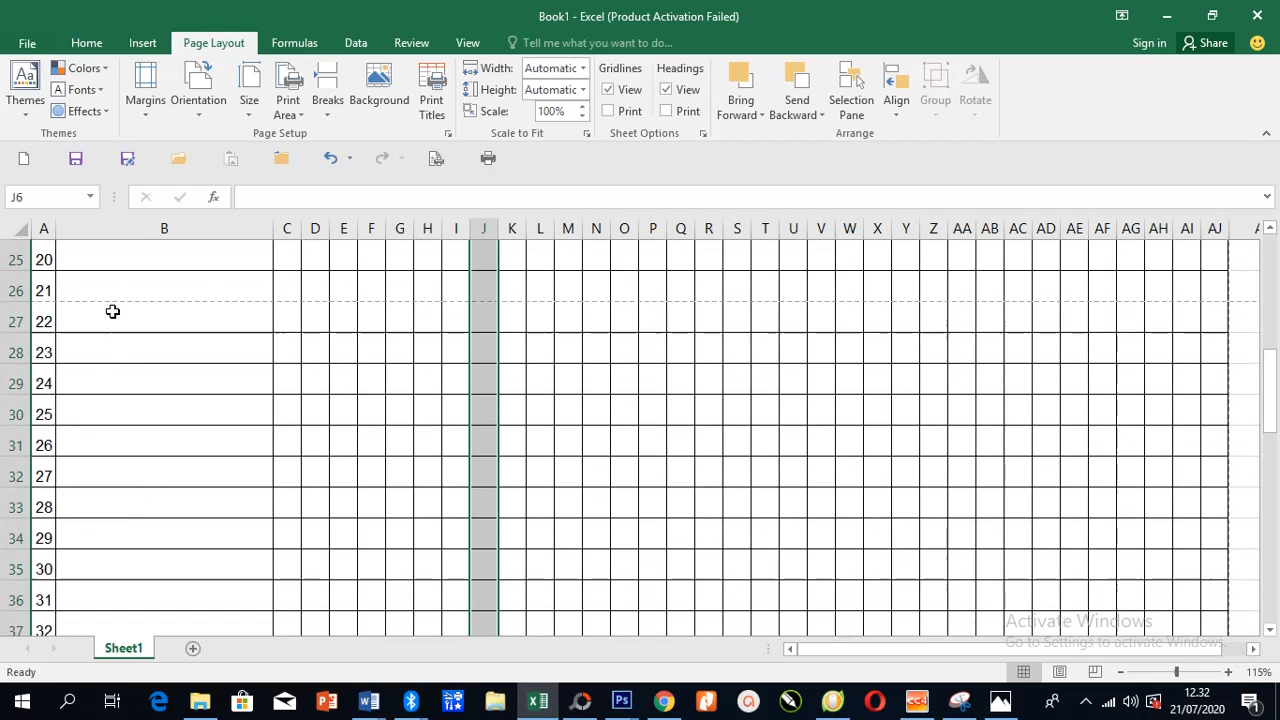 Book1 - Excel (Product Activation Failed)
File Home Insert Page Layout Formulas Data Review View Tell me what you want to do... Sign in Share
Colors Width: Automatic Gridlines Headings
Fonts Height: Automatic View View
Effects Scale: 100% Print Print
Themes Margins Orientation Size Print Area Breaks Background Print Titles Bring Forward Send Backward Selection Pane Align Group Rotate
Themes Page Setup Scale to Fit Sheet Options Arrange
J6 fx
A B C D E F G H I J K L M N O P Q R S T U V W X Y Z AA AB AC AD AE AF AG AH AI AJ
25 20
26 21
27 22
28 23
29 24
30 25
31 26
32 27
33 28
34 29
35 30
36 31
37 32
Activate Windows
Go to Settings to activate Windows.
Sheet1
Ready 115%
12.32
21/07/2020